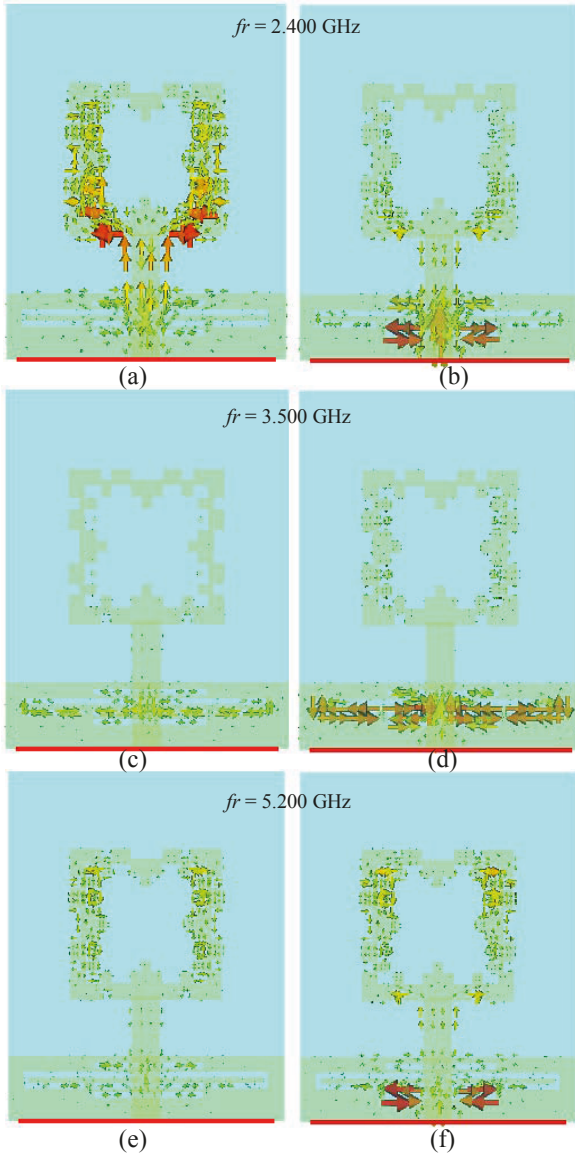 fr = 2.400 GHz
(a) (b)
fr = 3.500 GHz
(c) (d)
fr = 5.200 GHz
(e) (f)